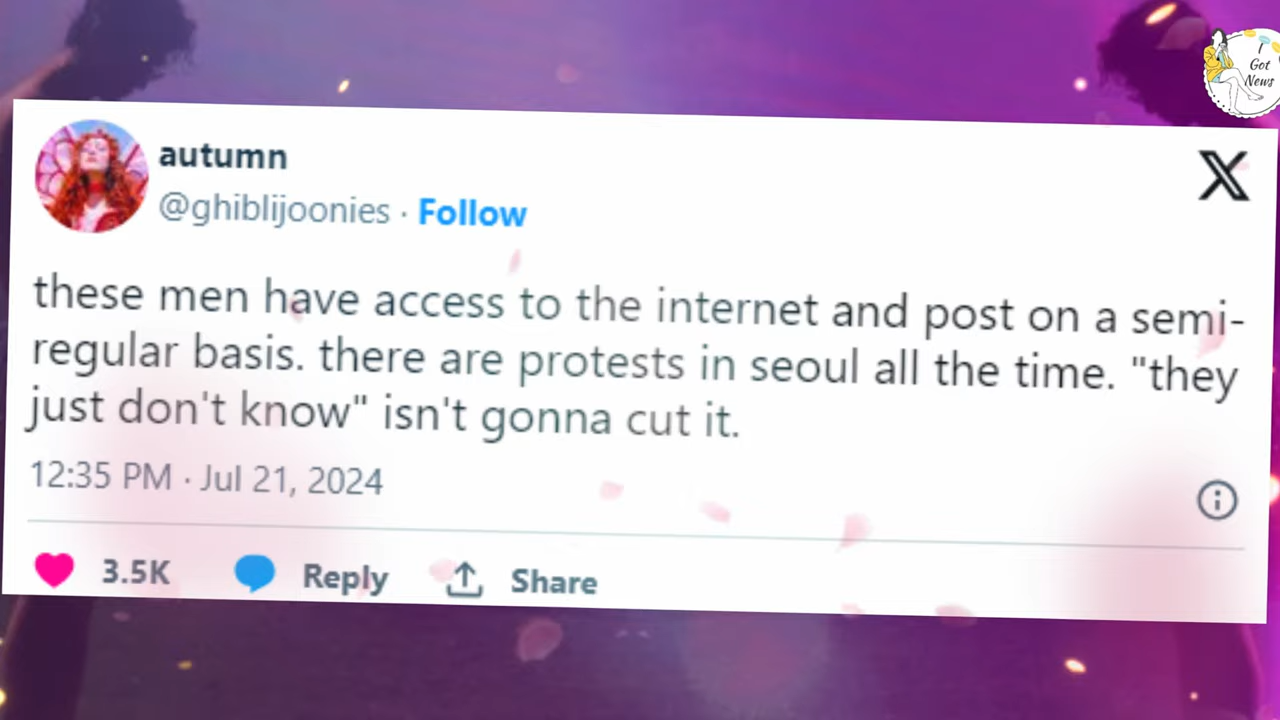 Got
News
autumn
@ghiblijoonies · Follow
these men have access to the internet and post on a semi-
regular basis. there are protests in seoul all the time. "they
just don't know" isn't gonna cut it.
12:35 PM · Jul 21, 2024
3.5K Reply Share